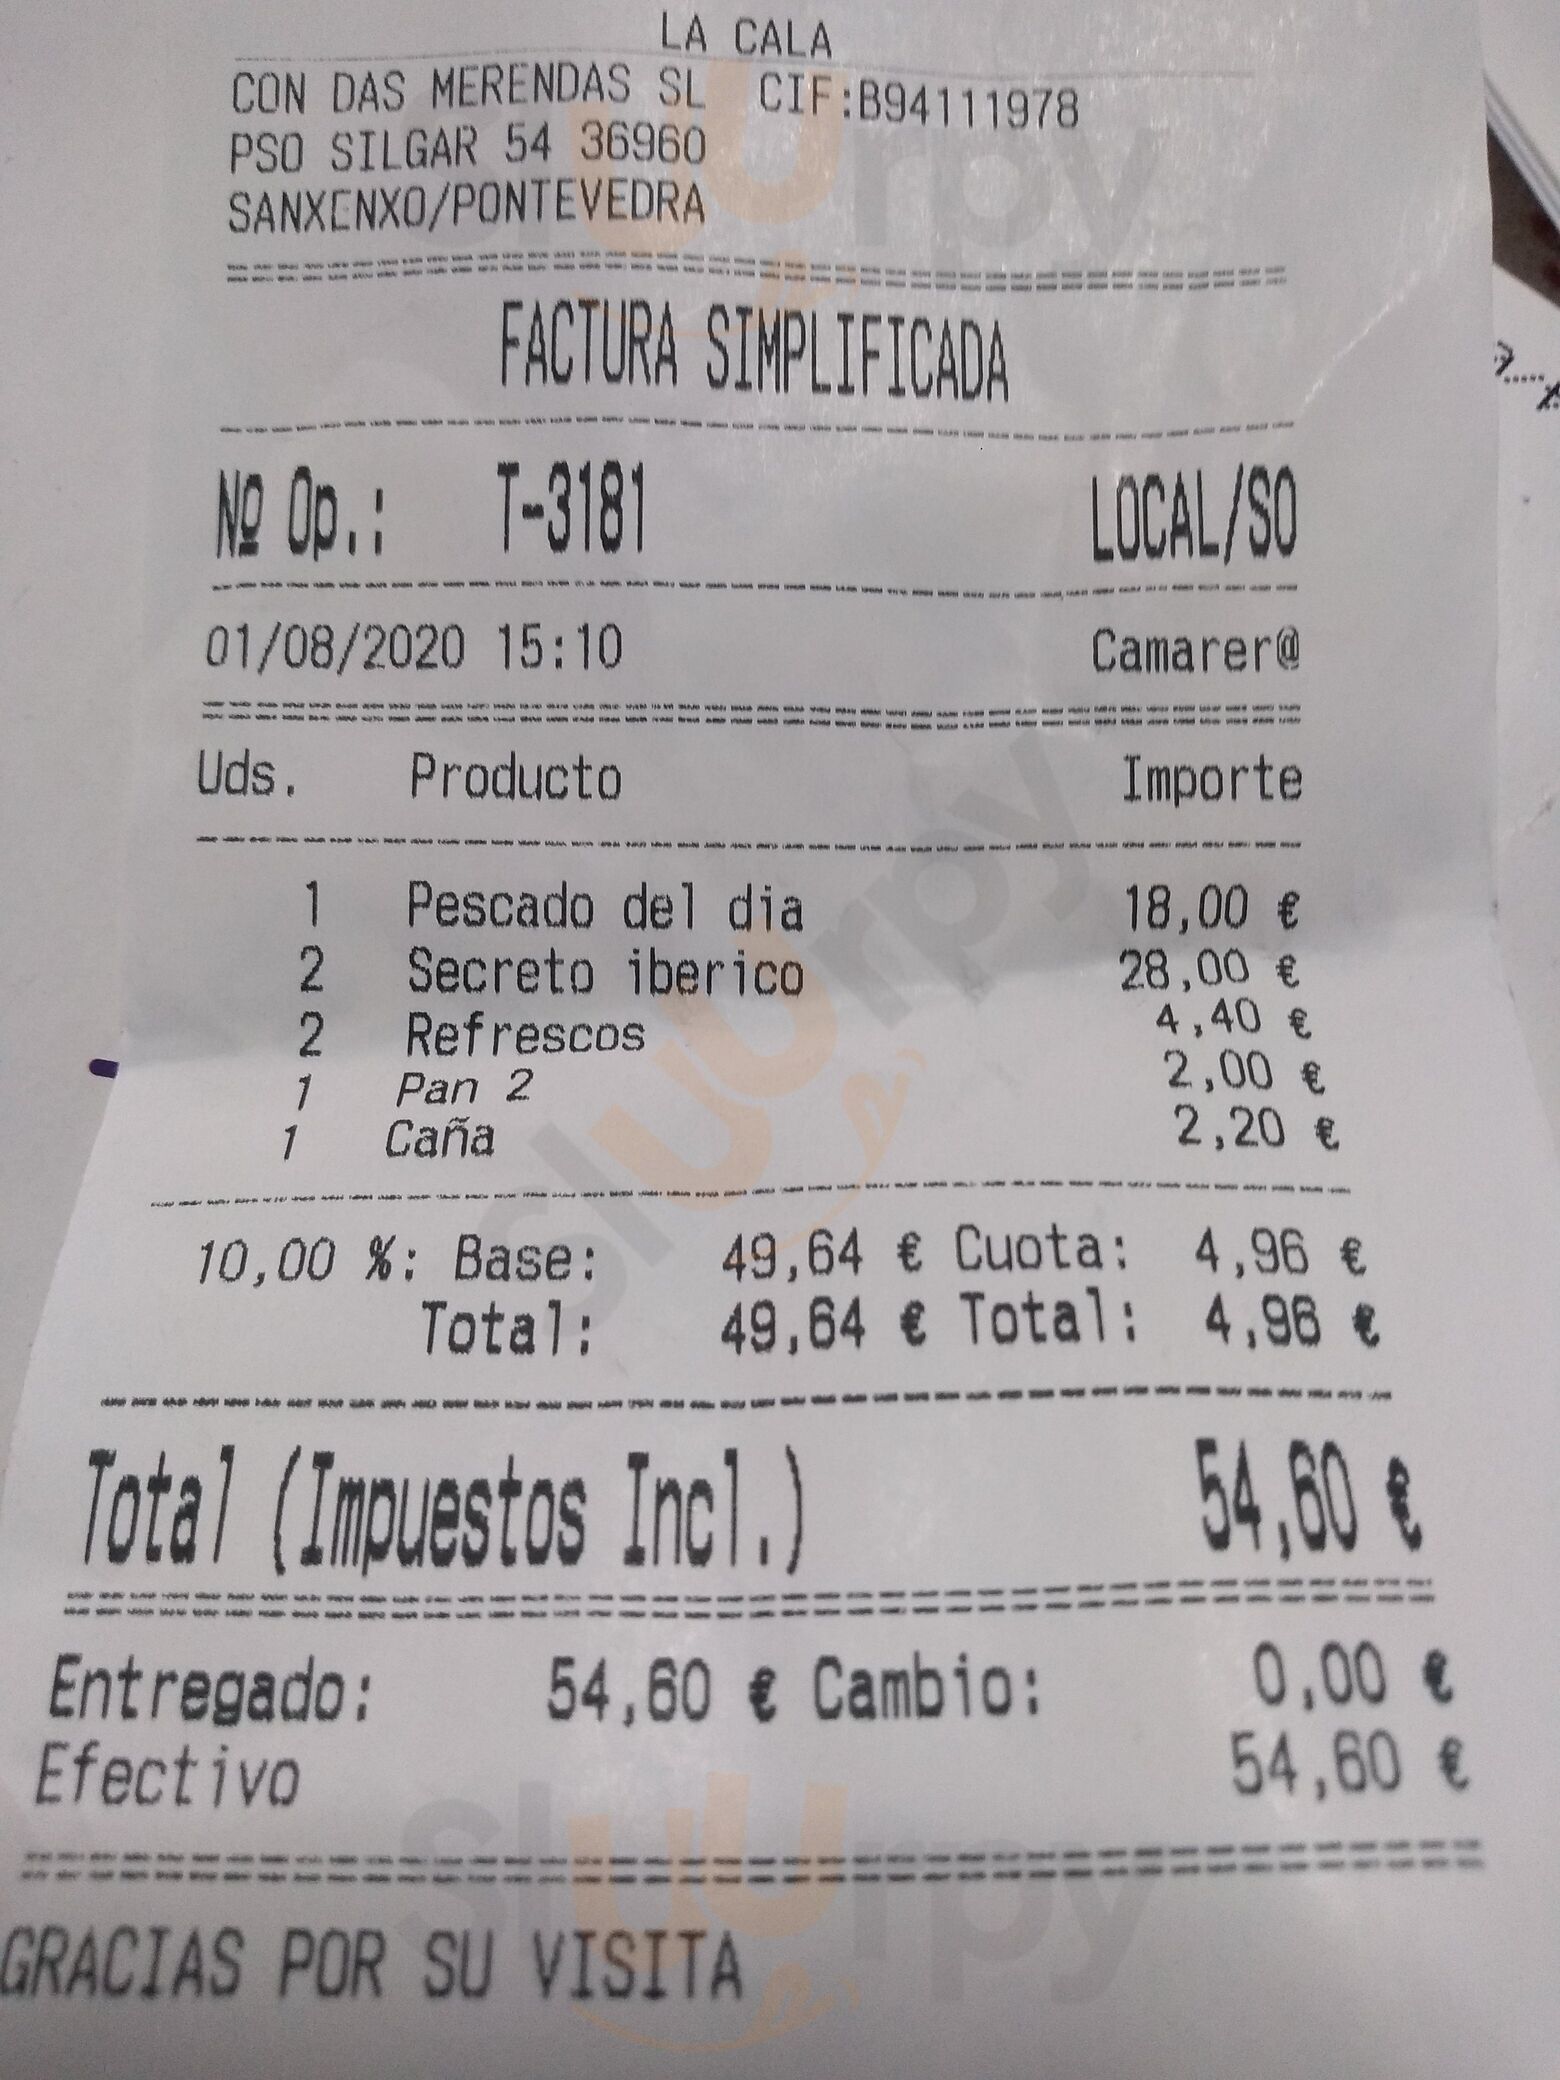 LA CALA
CON DAS MERENDAS SL CIF:B94111978
PSO SILGAR 54 36960
SANXENXO/PONTEVEDRA
FACTURA SIMPLIFICADA
Nº Op.: T-3181 LOCAL/SO
01/08/2020 15:10 Camarer@
Uds. Producto Importe
1 Pescado del dia 18,00 €
2 Secreto iberico 28,00 €
2 Refrescos 4,40 €
1 Pan 2 2,00 €
1 Caña 2,20 €
10,00 %: Base: 49,64 € Cuota: 4,96 €
Total: 49,64 € Total: 4,96 €
Total (Impuestos Incl.) 54,60 €
Entregado: 54,60 € Cambio: 0,00 €
Efectivo 54,60 €
GRACIAS POR SU VISITA
sluurpy
sluurpy
sluurpy